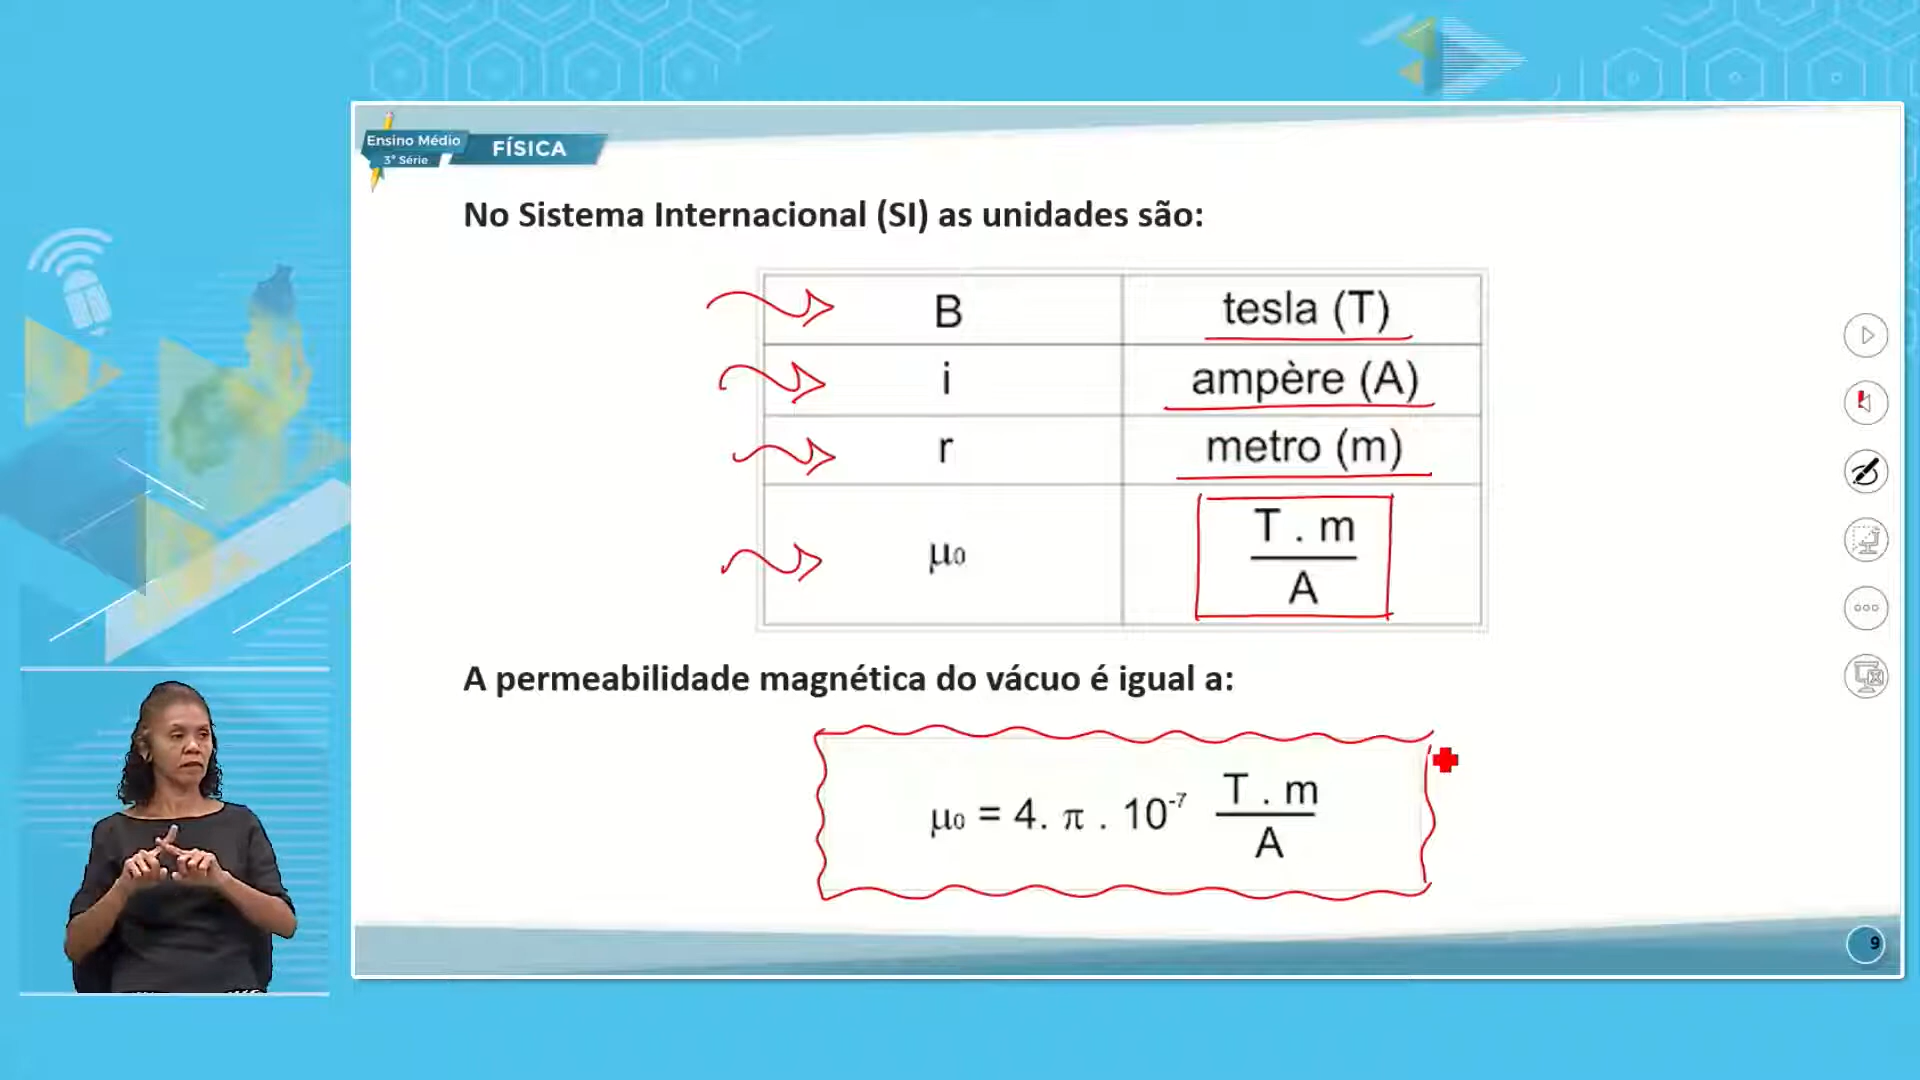 Ensino Médio
3ª Série
FÍSICA
No Sistema Internacional (SI) as unidades são:
B tesla (T)
i ampère (A)
r metro (m)
μ₀ T . m / A
A permeabilidade magnética do vácuo é igual a:
μ₀ = 4. π . 10⁻⁷ T . m / A
9